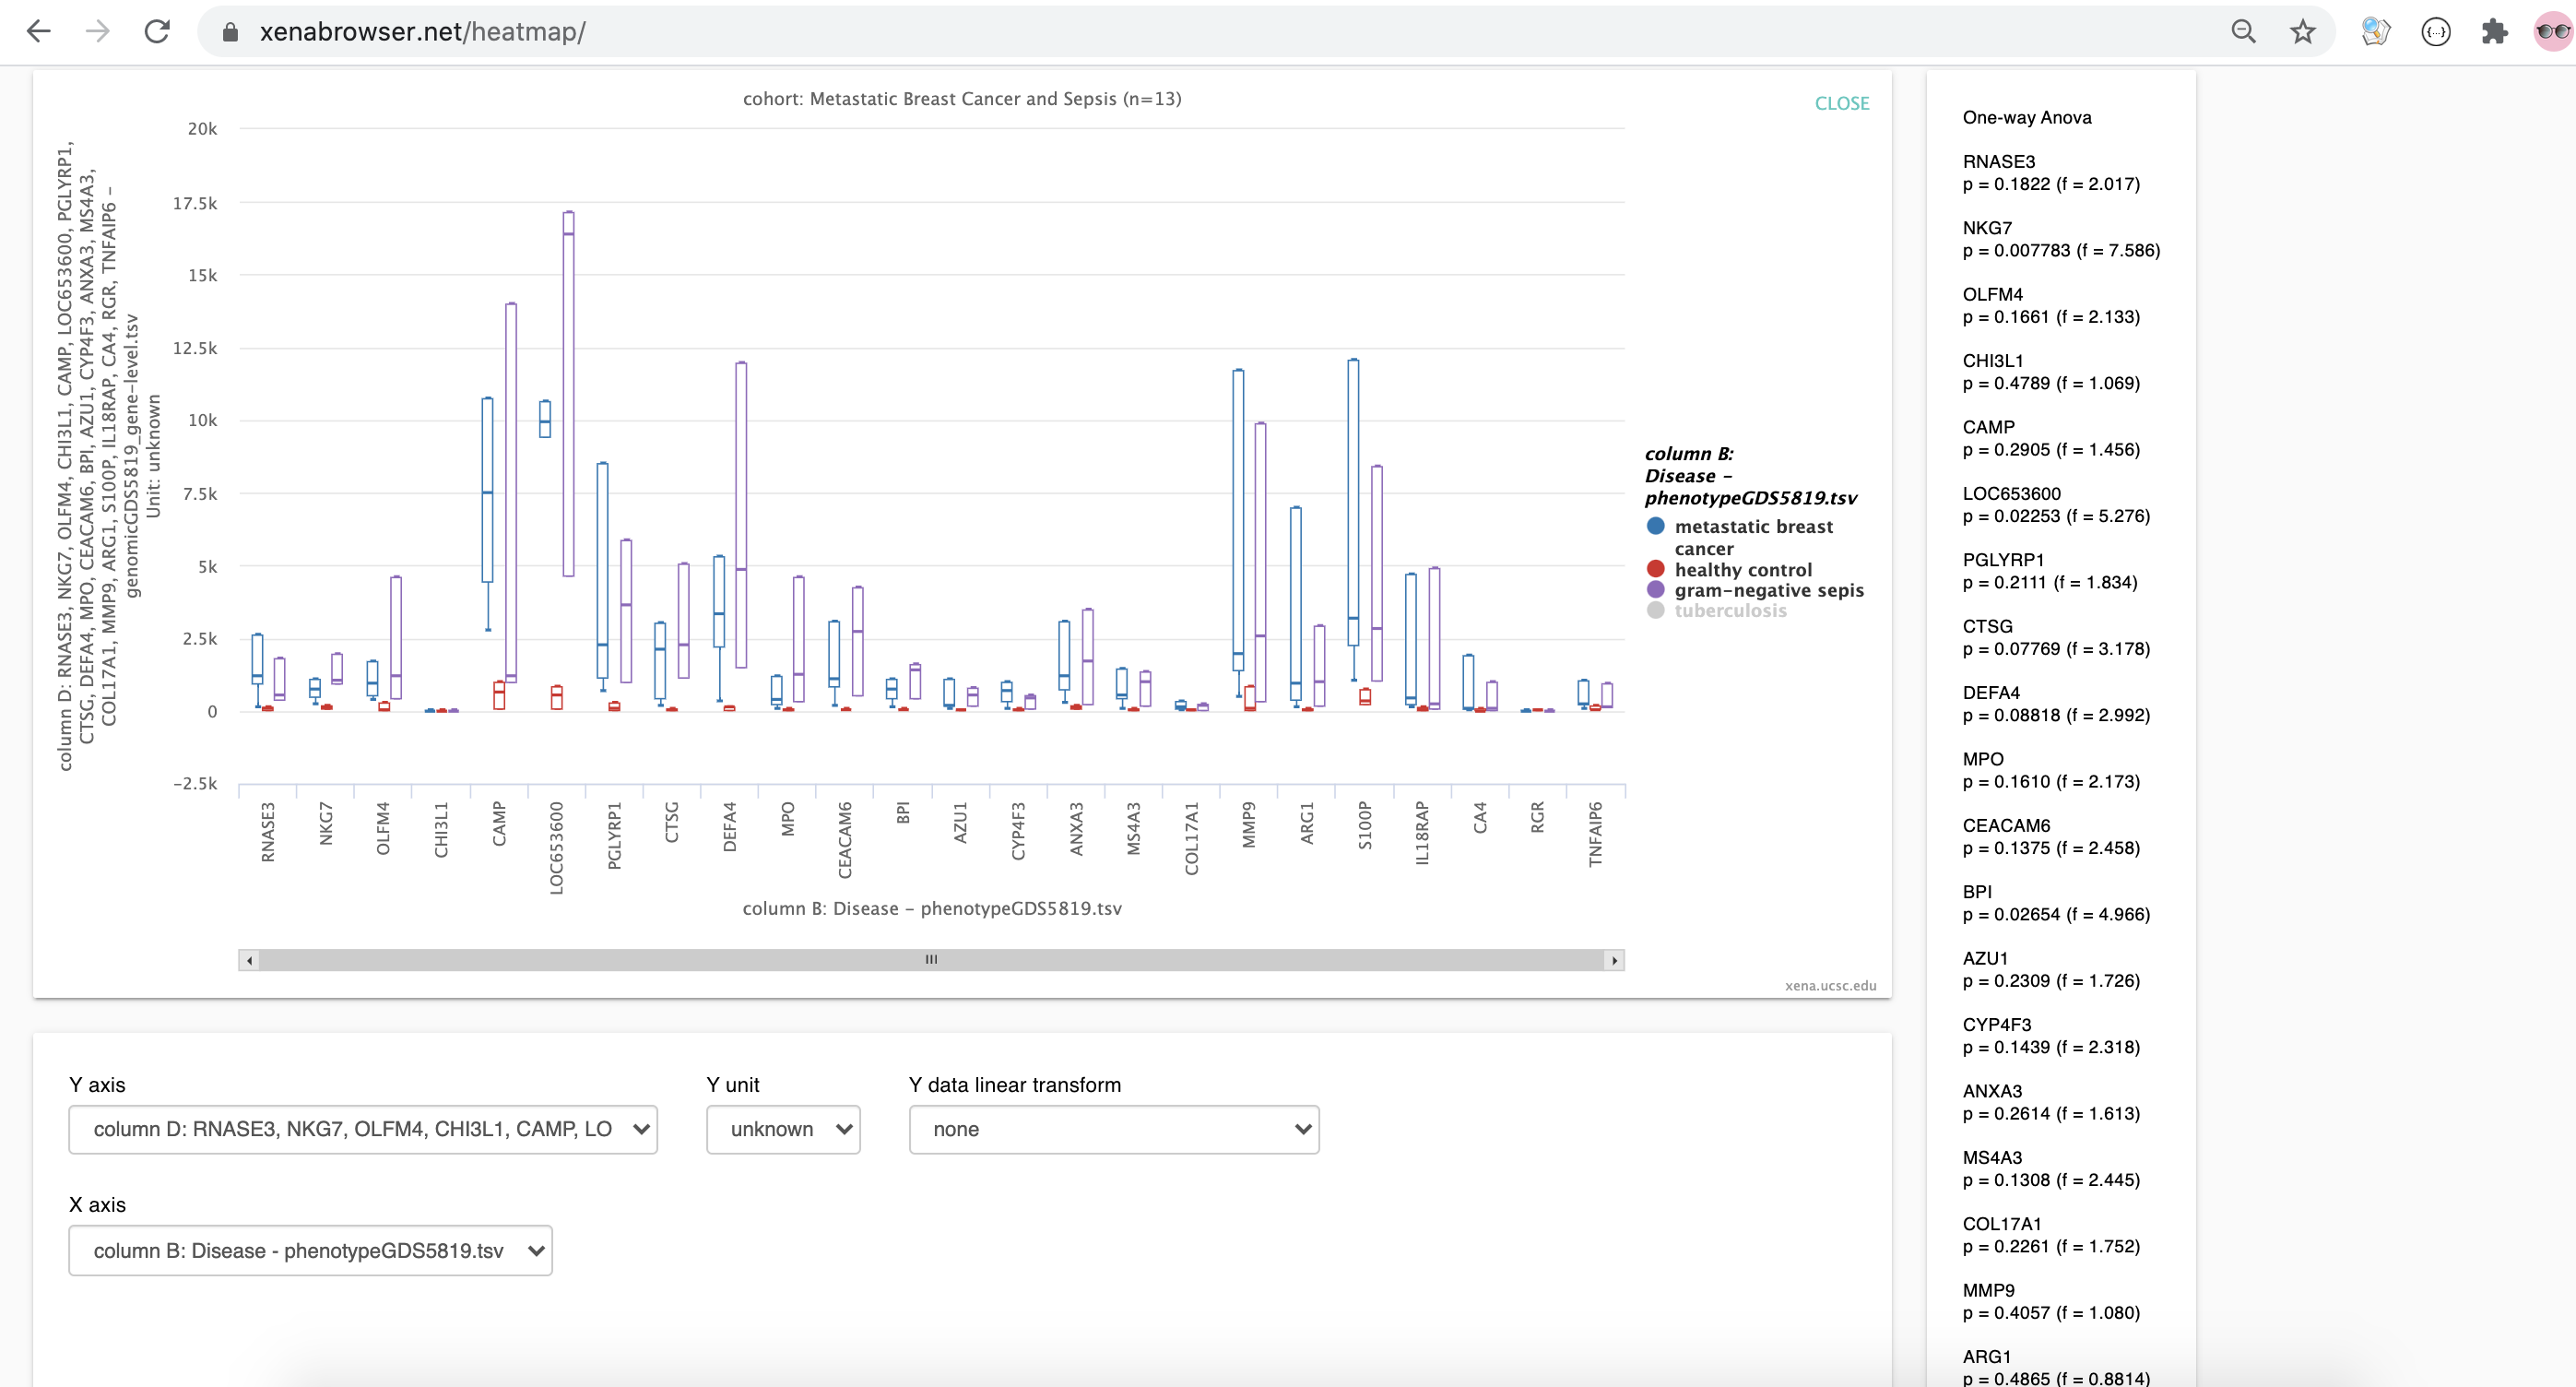 xenabrowser.net/heatmap/
cohort: Metastatic Breast Cancer and Sepsis (n=13)
CLOSE
column D: RNASE3, NKG7, OLFM4, CHI3L1, CAMP, LOC653600, PGLYRP1,
CTSG, DEFA4, MPO, CEACAM6, BPI, AZU1, CYP4F3, ANXA3, MS4A3,
COL17A1, MMP9, ARG1, S100P, IL18RAP, CA4, RGR, TNFAIP6 -
genomicGDS5819_gene-level.tsv
Unit: unknown
20k
17.5k
15k
12.5k
10k
7.5k
5k
2.5k
0
-2.5k
RNASE3
NKG7
OLFM4
CHI3L1
CAMP
LOC653600
PGLYRP1
CTSG
DEFA4
MPO
CEACAM6
BPI
AZU1
CYP4F3
ANXA3
MS4A3
COL17A1
MMP9
ARG1
S100P
IL18RAP
CA4
RGR
TNFAIP6
column B: Disease - phenotypeGDS5819.tsv
column B:
Disease -
phenotypeGDS5819.tsv
metastatic breast
cancer
healthy control
gram-negative sepis
tuberculosis
xena.ucsc.edu
Y axis
column D: RNASE3, NKG7, OLFM4, CHI3L1, CAMP, LO
Y unit
unknown
Y data linear transform
none
X axis
column B: Disease - phenotypeGDS5819.tsv
One-way Anova
RNASE3
p = 0.1822 (f = 2.017)
NKG7
p = 0.007783 (f = 7.586)
OLFM4
p = 0.1661 (f = 2.133)
CHI3L1
p = 0.4789 (f = 1.069)
CAMP
p = 0.2905 (f = 1.456)
LOC653600
p = 0.02253 (f = 5.276)
PGLYRP1
p = 0.2111 (f = 1.834)
CTSG
p = 0.07769 (f = 3.178)
DEFA4
p = 0.08818 (f = 2.992)
MPO
p = 0.1610 (f = 2.173)
CEACAM6
p = 0.1375 (f = 2.458)
BPI
p = 0.02654 (f = 4.966)
AZU1
p = 0.2309 (f = 1.726)
CYP4F3
p = 0.1439 (f = 2.318)
ANXA3
p = 0.2614 (f = 1.613)
MS4A3
p = 0.1308 (f = 2.445)
COL17A1
p = 0.2261 (f = 1.752)
MMP9
p = 0.4057 (f = 1.080)
ARG1
p = 0.4865 (f = 0.8814)